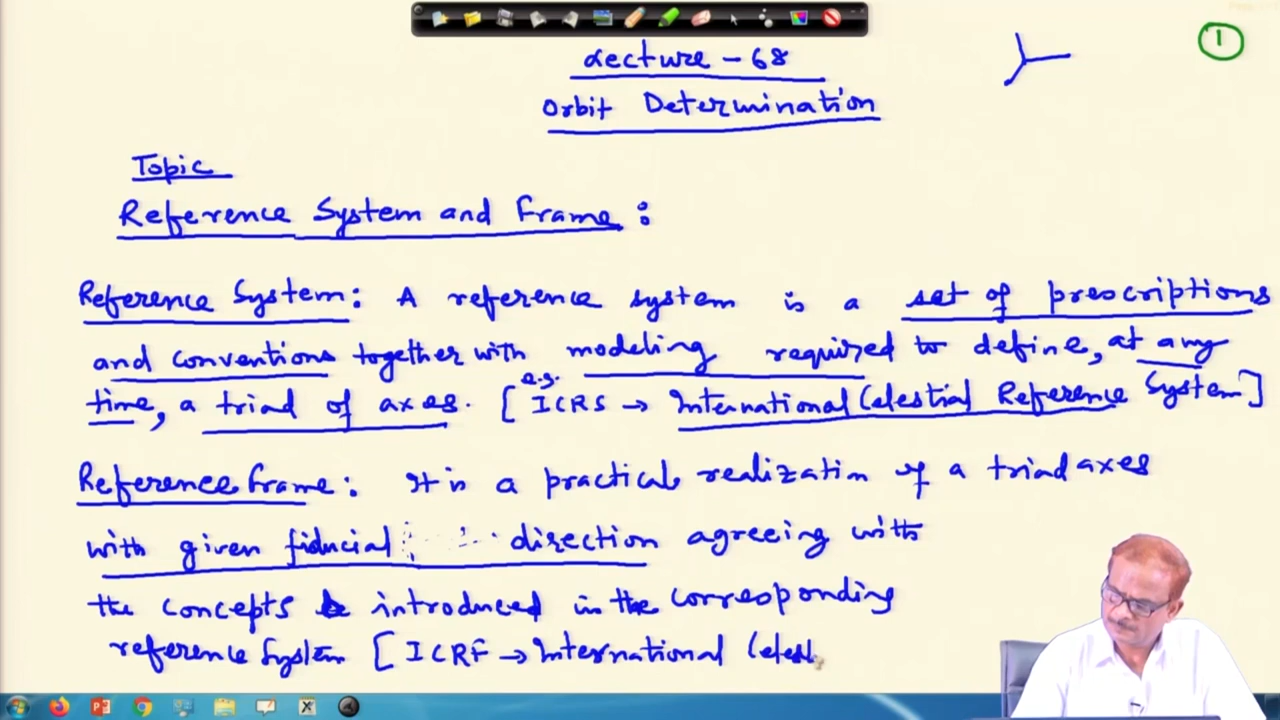 Lecture - 68
1
Orbit Determination
Topic
Reference System and Frame :
Reference System: A reference system is a set of prescriptions
and conventions together with modeling required to define, at any
time, a triad of axes. [ e.g. ICRS → International Celestial Reference System]
Reference Frame: It is a practical realization of a triad axes
with given fiducial direction agreeing with
the concepts introduced in the corresponding
reference System [ICRF → International Celest